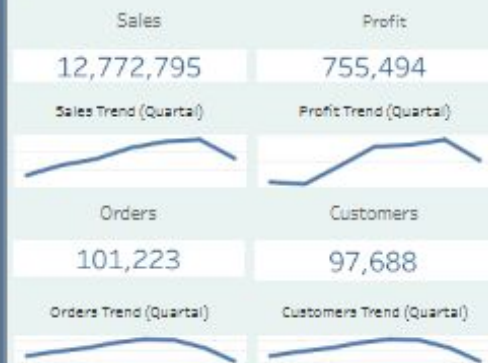 Sales Profit
12,772,795 755,494
Sales Trend (Quartal) Profit Trend (Quartal)
Orders Customers
101,223 97,688
Orders Trend (Quartal) Customers Trend (Quartal)